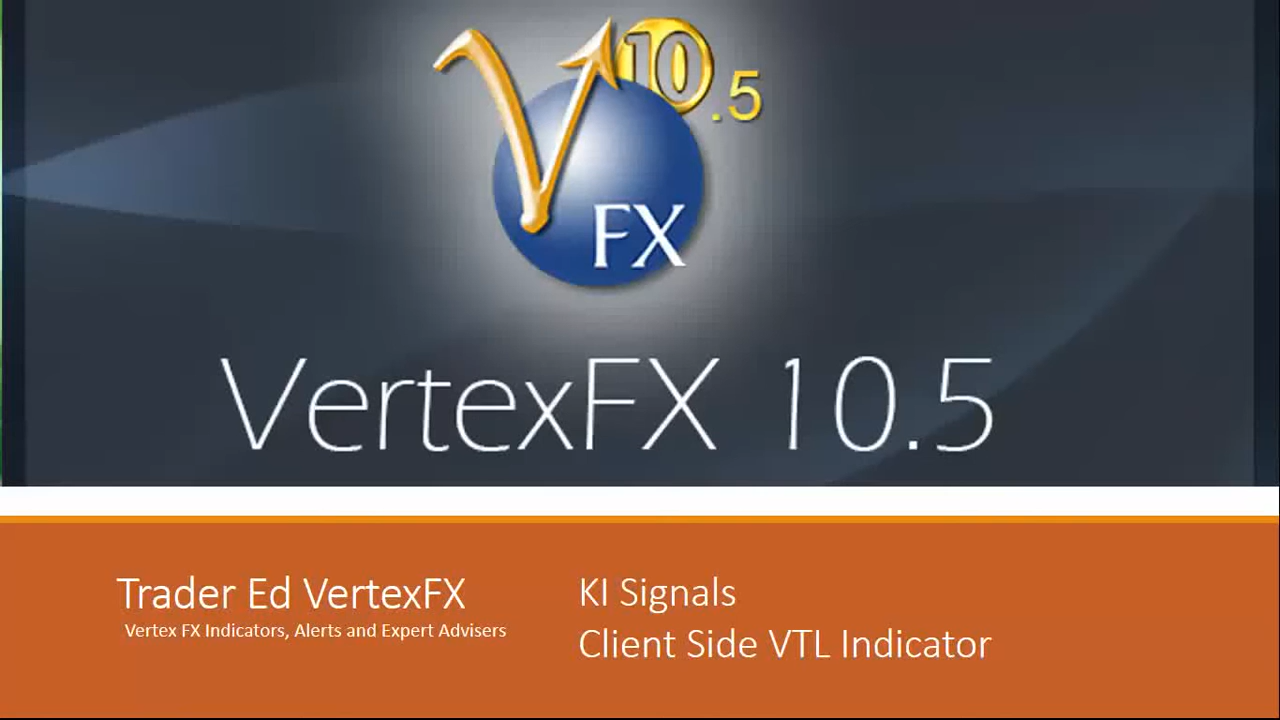 V 10.5
FX
VertexFX 10.5
Trader Ed VertexFX
Vertex FX Indicators, Alerts and Expert Advisers
KI Signals
Client Side VTL Indicator